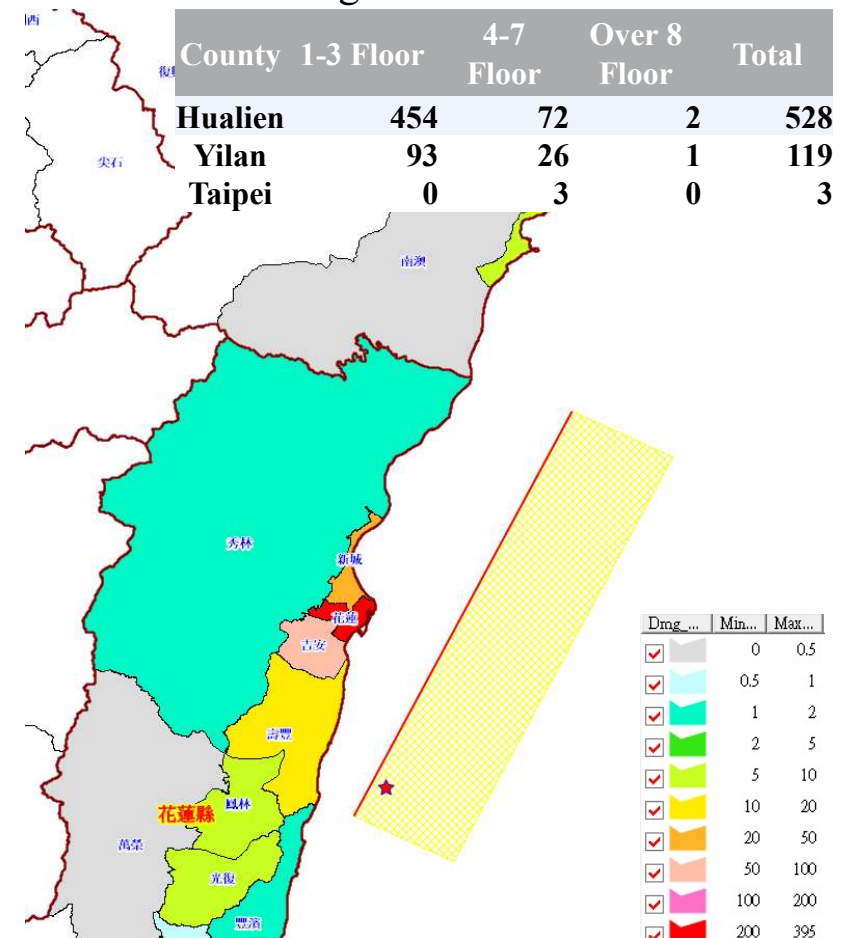 County 1-3 Floor 4-7 Floor Over 8 Floor Total
Hualien 454 72 2 528
Yilan 93 26 1 119
Taipei 0 3 0 3
尖石
南澳
秀林
新城
花蓮
吉安
壽豐
鳳林
花蓮縣
萬榮
光復
豐濱
Dmg_... Min... Max...
0 0.5
0.5 1
1 2
2 5
5 10
10 20
20 50
50 100
100 200
200 395